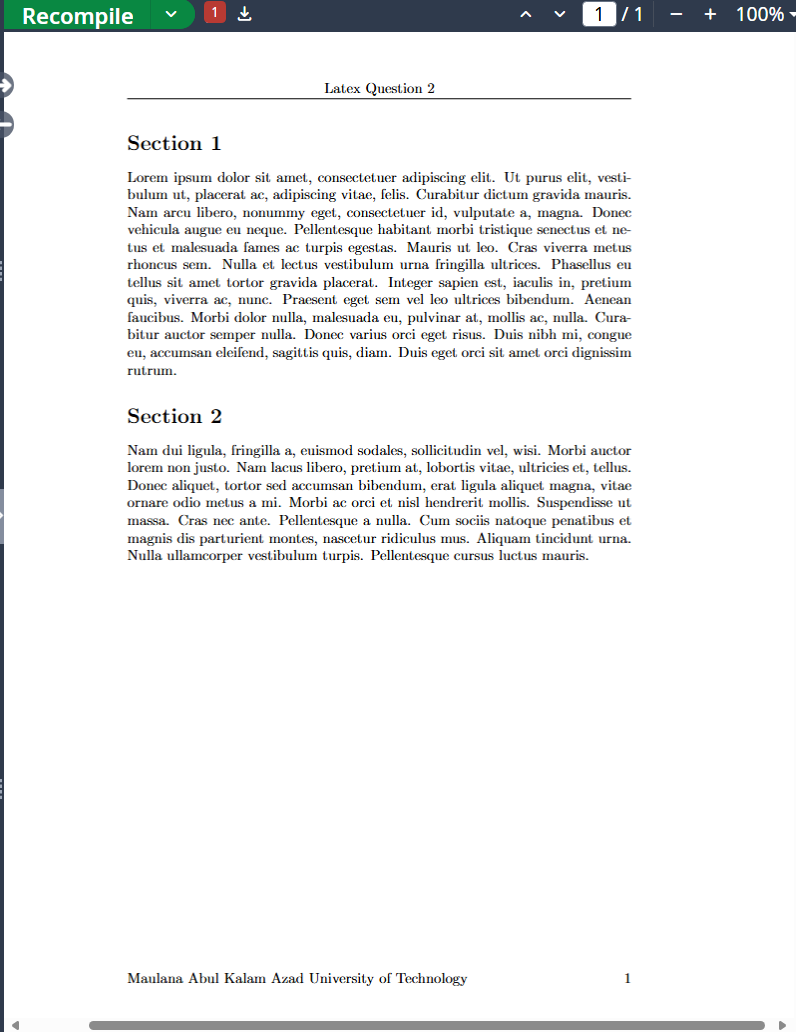 Recompile 1 1 / 1 100%
Latex Question 2
Section 1
Lorem ipsum dolor sit amet, consectetuer adipiscing elit. Ut purus elit, vesti-
bulum ut, placerat ac, adipiscing vitae, felis. Curabitur dictum gravida mauris.
Nam arcu libero, nonummy eget, consectetuer id, vulputate a, magna. Donec
vehicula augue eu neque. Pellentesque habitant morbi tristique senectus et ne-
tus et malesuada fames ac turpis egestas. Mauris ut leo. Cras viverra metus
rhoncus sem. Nulla et lectus vestibulum urna fringilla ultrices. Phasellus eu
tellus sit amet tortor gravida placerat. Integer sapien est, iaculis in, pretium
quis, viverra ac, nunc. Praesent eget sem vel leo ultrices bibendum. Aenean
faucibus. Morbi dolor nulla, malesuada eu, pulvinar at, mollis ac, nulla. Cura-
bitur auctor semper nulla. Donec varius orci eget risus. Duis nibh mi, congue
eu, accumsan eleifend, sagittis quis, diam. Duis eget orci sit amet orci dignissim
rutrum.
Section 2
Nam dui ligula, fringilla a, euismod sodales, sollicitudin vel, wisi. Morbi auctor
lorem non justo. Nam lacus libero, pretium at, lobortis vitae, ultricies et, tellus.
Donec aliquet, tortor sed accumsan bibendum, erat ligula aliquet magna, vitae
ornare odio metus a mi. Morbi ac orci et nisl hendrerit mollis. Suspendisse ut
massa. Cras nec ante. Pellentesque a nulla. Cum sociis natoque penatibus et
magnis dis parturient montes, nascetur ridiculus mus. Aliquam tincidunt urna.
Nulla ullamcorper vestibulum turpis. Pellentesque cursus luctus mauris.
Maulana Abul Kalam Azad University of Technology 1